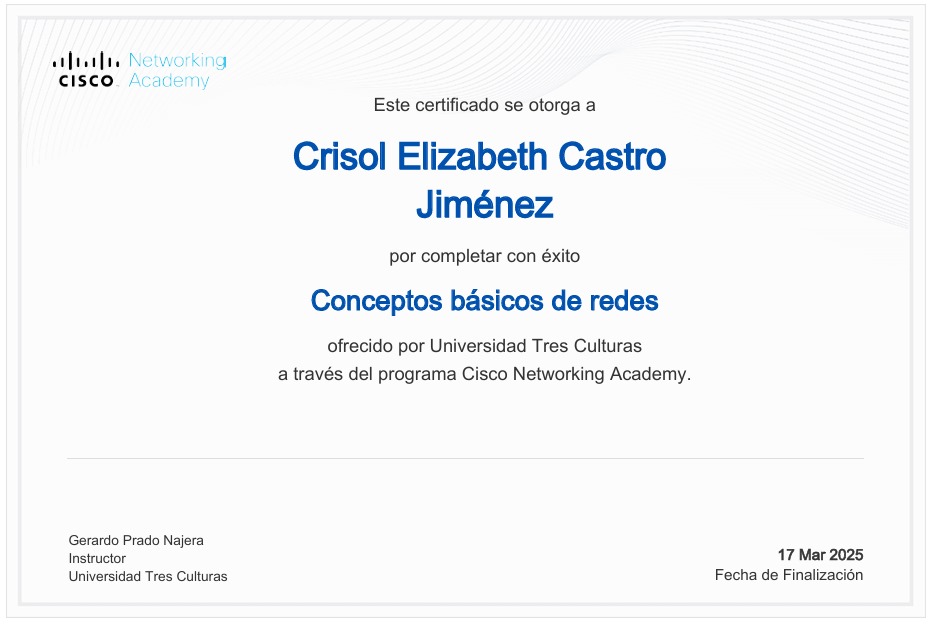 Networking
CISCO Academy
Este certificado se otorga a
Crisol Elizabeth Castro
Jiménez
por completar con éxito
Conceptos básicos de redes
ofrecido por Universidad Tres Culturas
a través del programa Cisco Networking Academy.
Gerardo Prado Najera
Instructor
Universidad Tres Culturas
17 Mar 2025
Fecha de Finalización